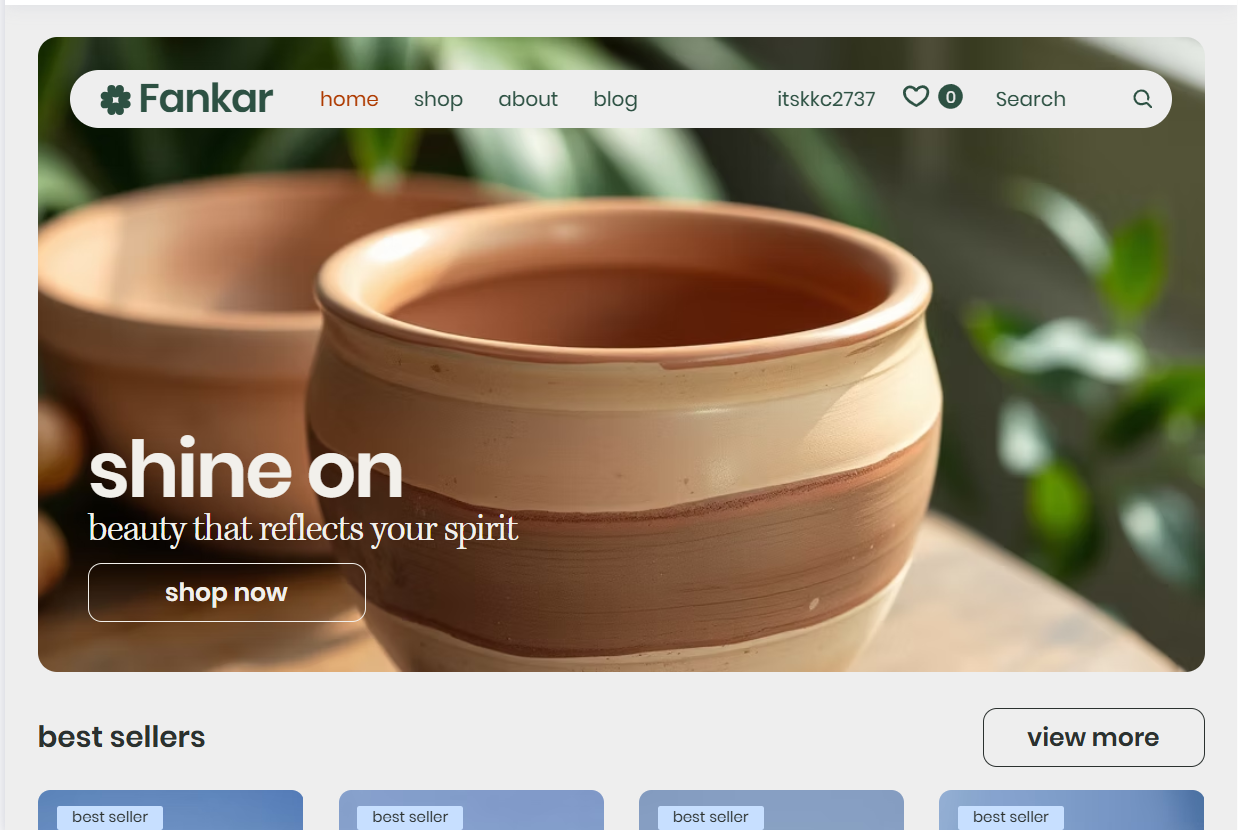 Fankar home shop about blog itskkc2737 0 Search
shine on
beauty that reflects your spirit
shop now
best sellers view more
best seller best seller best seller best seller